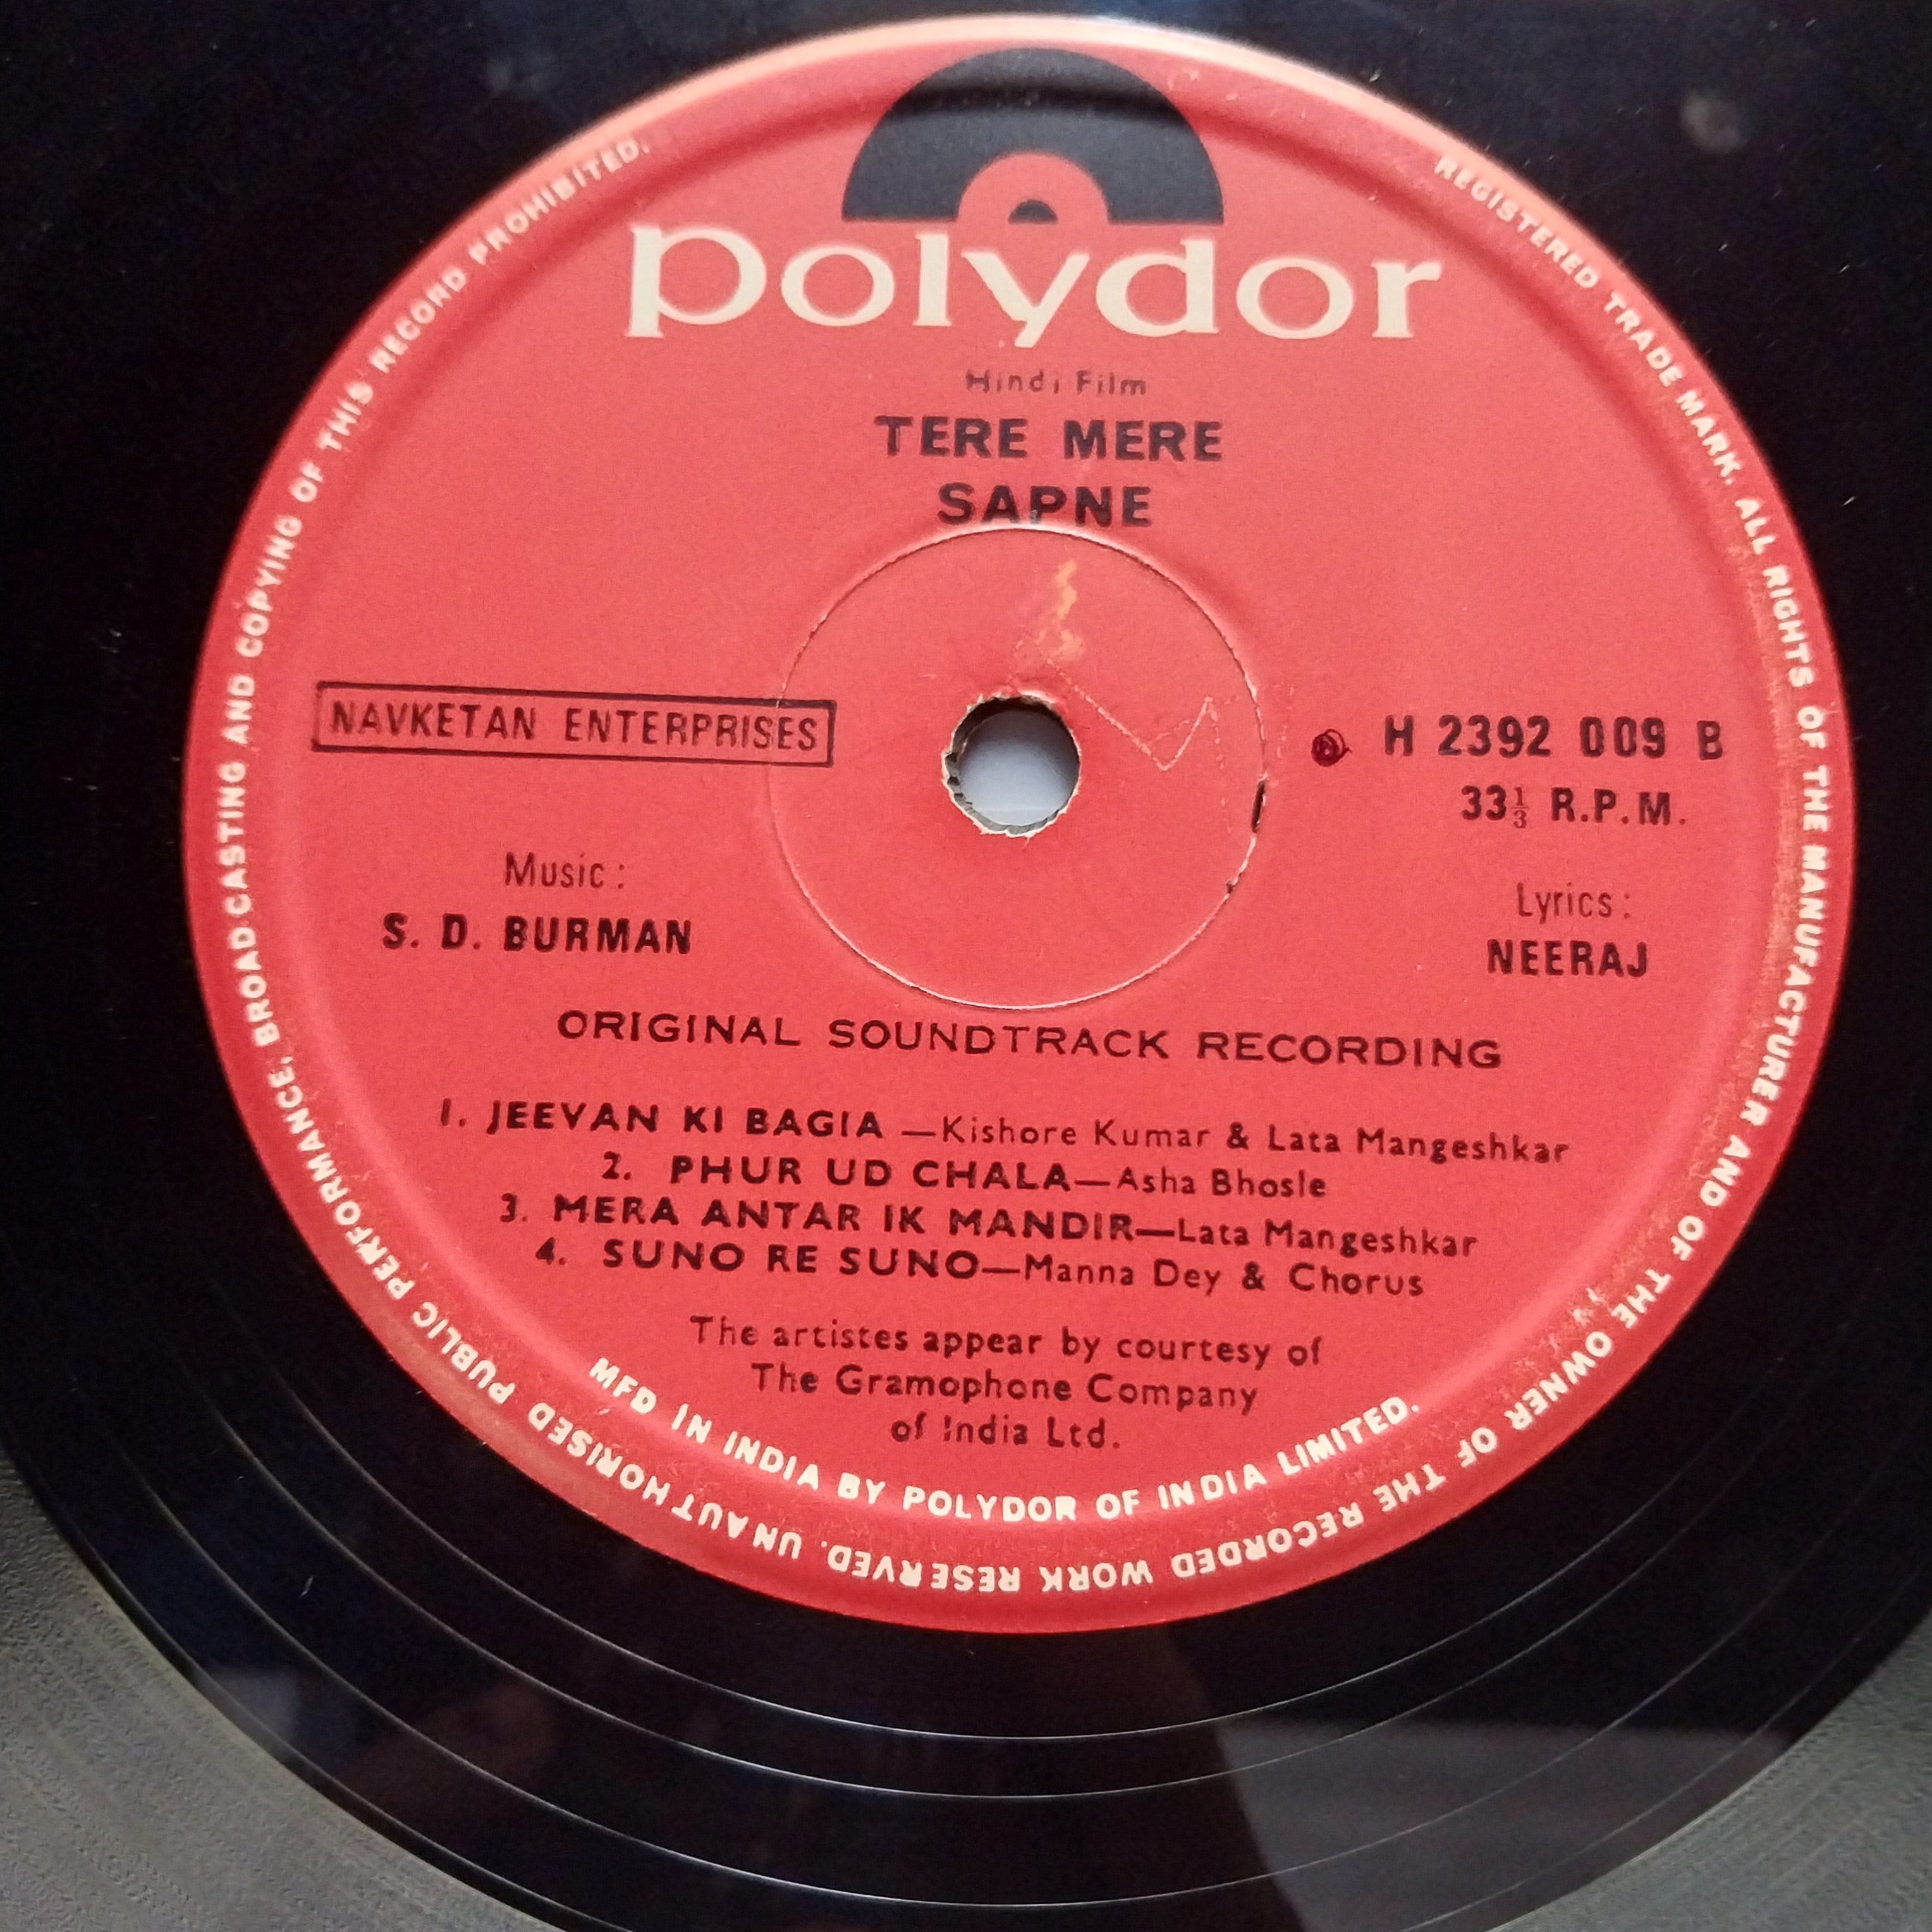 polydor
Hindi Film
TERE MERE
SAPNE
NAVKETAN ENTERPRISES
H 2392 009 B
33⅓ R.P.M.
Music :
S. D. BURMAN
Lyrics :
NEERAJ
ORIGINAL SOUNDTRACK RECORDING
1. JEEVAN KI BAGIA —Kishore Kumar & Lata Mangeshkar
2. PHUR UD CHALA—Asha Bhosle
3. MERA ANTAR IK MANDIR—Lata Mangeshkar
4. SUNO RE SUNO—Manna Dey & Chorus
The artistes appear by courtesy of
The Gramophone Company
of India Ltd.
MFD IN INDIA BY POLYDOR OF INDIA LIMITED.
REGISTERED TRADE MARK. ALL RIGHTS OF THE MANUFACTURER AND OF THE OWNER OF THE RECORDED WORK RESERVED. UNAUTHORISED PUBLIC PERFORMANCE, BROADCASTING AND COPYING OF THIS RECORD PROHIBITED.